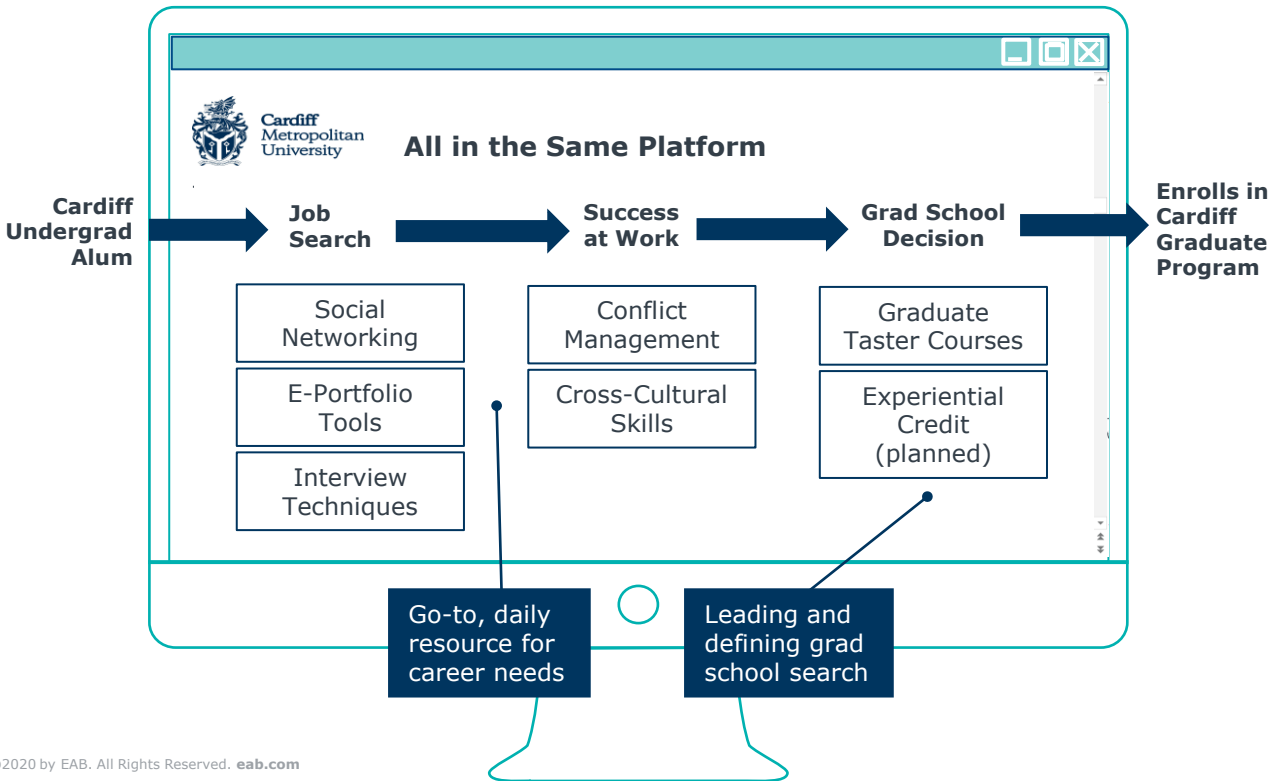 Cardiff
Metropolitan
University
All in the Same Platform
Cardiff
Undergrad
Alum
Job
Search
Success
at Work
Grad School
Decision
Enrolls in
Cardiff
Graduate
Program
Social
Networking
E-Portfolio
Tools
Interview
Techniques
Conflict
Management
Cross-Cultural
Skills
Graduate
Taster Courses
Experiential
Credit
(planned)
Go-to, daily
resource for
career needs
Leading and
defining grad
school search
2020 by EAB. All Rights Reserved. eab.com